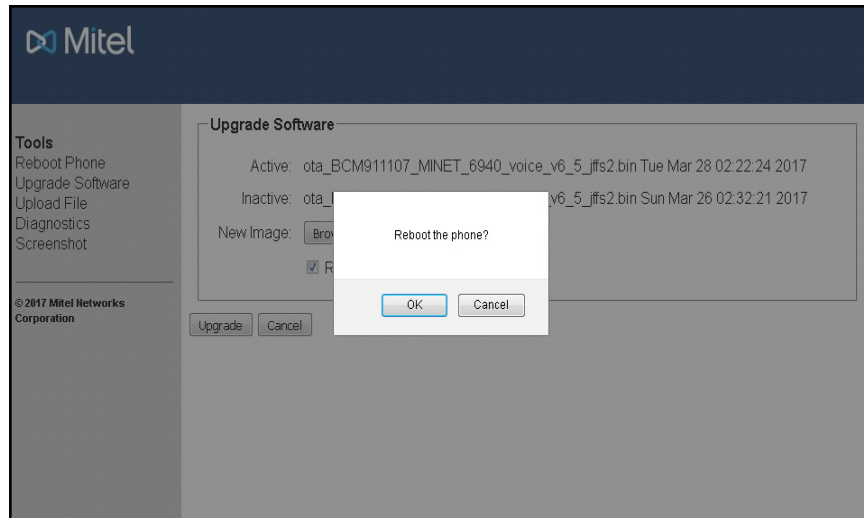 Mitel
Tools
Reboot Phone
Upgrade Software
Upload File
Diagnostics
Screenshot
© 2017 Mitel Networks
Corporation
Upgrade Software
Active: ota_BCM911107_MINET_6940_voice_v6_5_jffs2.bin Tue Mar 28 02:22:24 2017
Inactive: ota_ v6_5_jffs2.bin Sun Mar 26 02:32:21 2017
New Image:
Reboot the phone?
OK Cancel
Upgrade Cancel